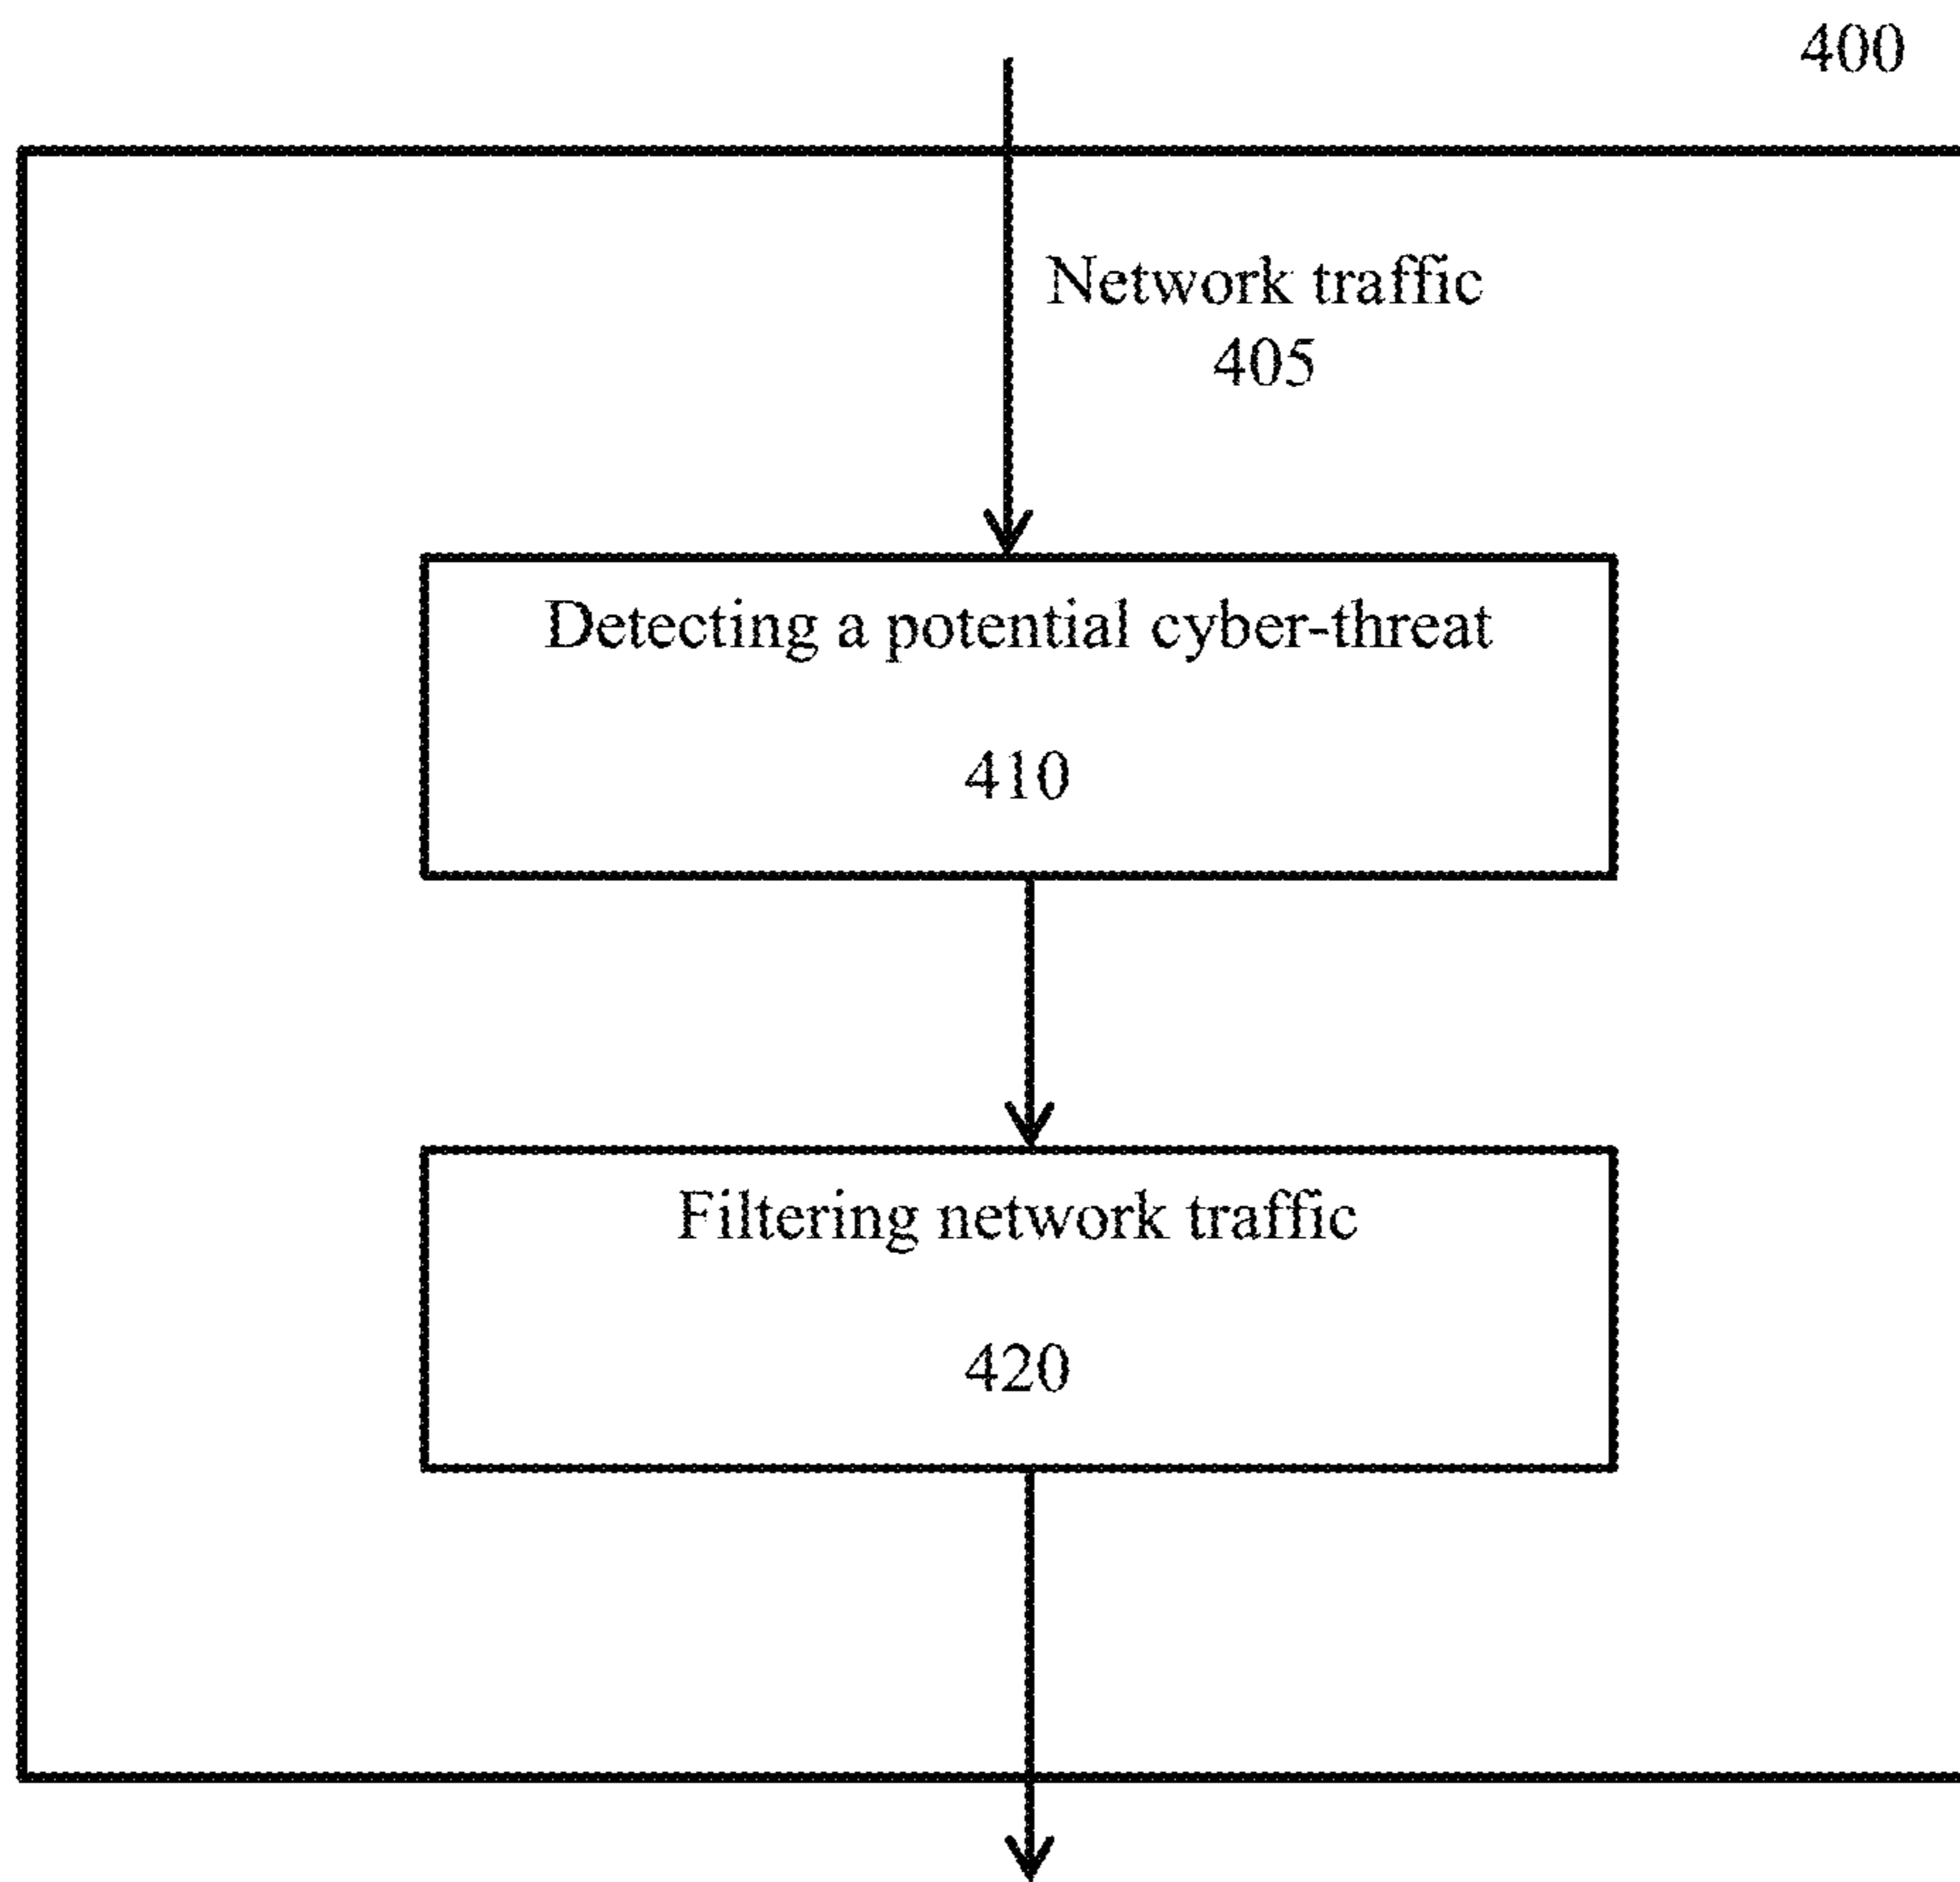 400
Network traffic
405
Detecting a potential cyber-threat
410
Filtering network traffic
420